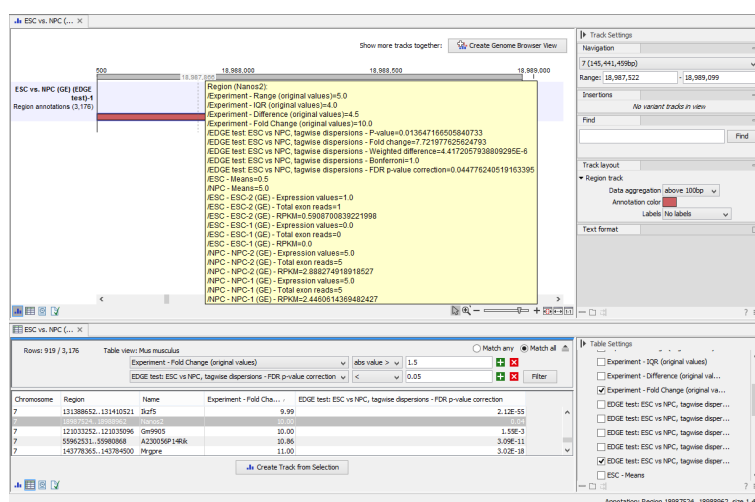 ESC vs. NPC (... ×
Show more tracks together:
Create Genome Browser View
500
18,987,866
18,988,000
18,988,500
18,989,000
ESC vs. NPC (GE) (EDGE
test)-1
Region annotations (3,176)
Region (Nanos2):
/Experiment - Range (original values)=5.0
/Experiment - IQR (original values)=4.0
/Experiment - Difference (original values)=4.5
/Experiment - Fold Change (original values)=10.0
/EDGE test: ESC vs NPC, tagwise dispersions - P-value=0.013647166505840733
/EDGE test: ESC vs NPC, tagwise dispersions - Fold change=7.721977625624793
/EDGE test: ESC vs NPC, tagwise dispersions - Weighted difference=4.4172057938809295E-6
/EDGE test: ESC vs NPC, tagwise dispersions - Bonferroni=1.0
/EDGE test: ESC vs NPC, tagwise dispersions - FDR p-value correction=0.044776240519163395
/ESC - Means=0.5
/NPC - Means=5.0
/ESC - ESC-2 (GE) - Expression values=1.0
/ESC - ESC-2 (GE) - Total exon reads=1
/ESC - ESC-2 (GE) - RPKM=0.5908700839221998
/ESC - ESC-1 (GE) - Expression values=0.0
/ESC - ESC-1 (GE) - Total exon reads=0
/ESC - ESC-1 (GE) - RPKM=0.0
/NPC - NPC-2 (GE) - Expression values=5.0
/NPC - NPC-2 (GE) - Total exon reads=5
/NPC - NPC-2 (GE) - RPKM=2.888274918918527
/NPC - NPC-1 (GE) - Expression values=5.0
/NPC - NPC-1 (GE) - Total exon reads=5
/NPC - NPC-1 (GE) - RPKM=2.4460614369482427
Track Settings
Navigation
7 (145,441,459bp)
Range: 18,987,522 - 18,989,099
Insertions
No variant tracks in view
Find
Find
Track layout
Region track
Data aggregation above 100bp
Annotation color
Labels No labels
Text format
ESC vs. NPC (... ×
Rows: 919 / 3,176
Table view: Mus musculus
Match any
Match all
Experiment - Fold Change (original values)
abs value >
1.5
EDGE test: ESC vs NPC, tagwise dispersions - FDR p-value correction
<
0.05
Filter
Chromosome Region Name Experiment - Fold Cha... EDGE test: ESC vs NPC, tagwise dispersions - FDR p-value correction
7 131388652..131410521 Ikzf5 9.99 2.12E-55
7 18987524..18988962 Nanos2 10.00 0.04
7 121033252..121035096 Gm9905 10.00 1.55E-3
7 55962531..55980868 A230056P14Rik 10.86 3.09E-11
7 143778365..143784500 Mrgpre 11.00 3.02E-18
Create Track from Selection
Table Settings
Experiment - IQR (original values)
Experiment - Difference (original val...
Experiment - Fold Change (original va...
EDGE test: ESC vs NPC, tagwise disper...
EDGE test: ESC vs NPC, tagwise disper...
EDGE test: ESC vs NPC, tagwise disper...
EDGE test: ESC vs NPC, tagwise disper...
EDGE test: ESC vs NPC, tagwise disper...
ESC - Means